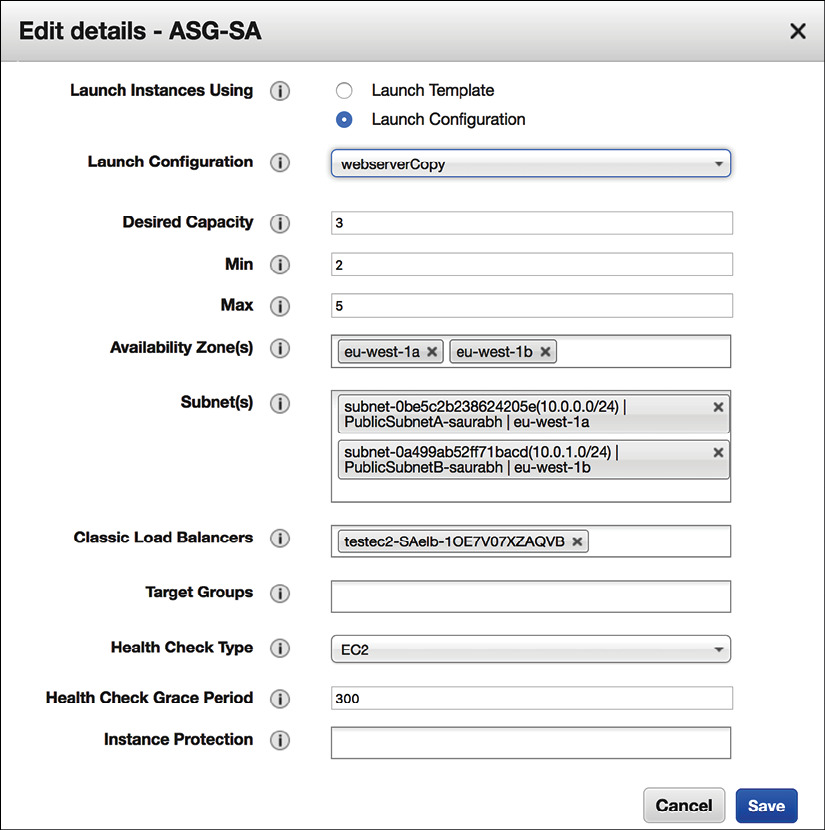 Edit details - ASG-SA
Launch Instances Using
Launch Template
Launch Configuration
Launch Configuration
webserverCopy
Desired Capacity
3
Min
2
Max
5
Availability Zone(s)
eu-west-1a
eu-west-1b
Subnet(s)
subnet-0be5c2b238624205e(10.0.0.0/24) |
PublicSubnetA-saurabh | eu-west-1a
subnet-0a499ab52ff71bacd(10.0.1.0/24) |
PublicSubnetB-saurabh | eu-west-1b
Classic Load Balancers
testec2-SAelb-1OE7V07XZAQVB
Target Groups
Health Check Type
EC2
Health Check Grace Period
300
Instance Protection
Cancel
Save